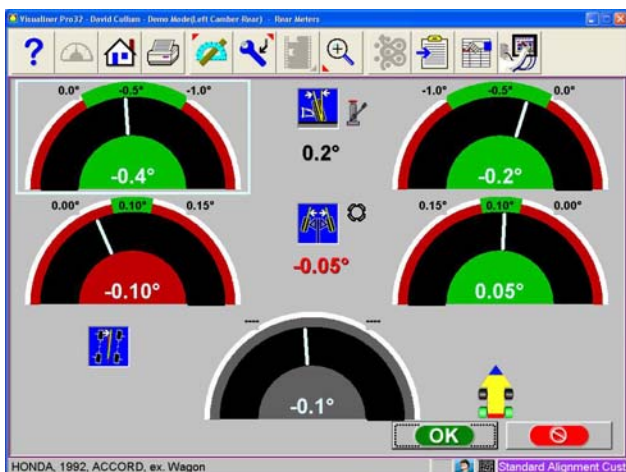 Visualiner Pro32 - David Cullum - Demo Mode(Left Camber Rear) - Rear Meters
?
0.0° -0.5° -1.0°
-0.4°
0.2°
-1.0° -0.5° 0.0°
-0.2°
0.00° 0.10° 0.15°
-0.10°
-0.05°
0.15° 0.10° 0.00°
0.05°
---- ----
-0.1°
OK
HONDA, 1992, ACCORD, ex. Wagon
Standard Alignment Cust